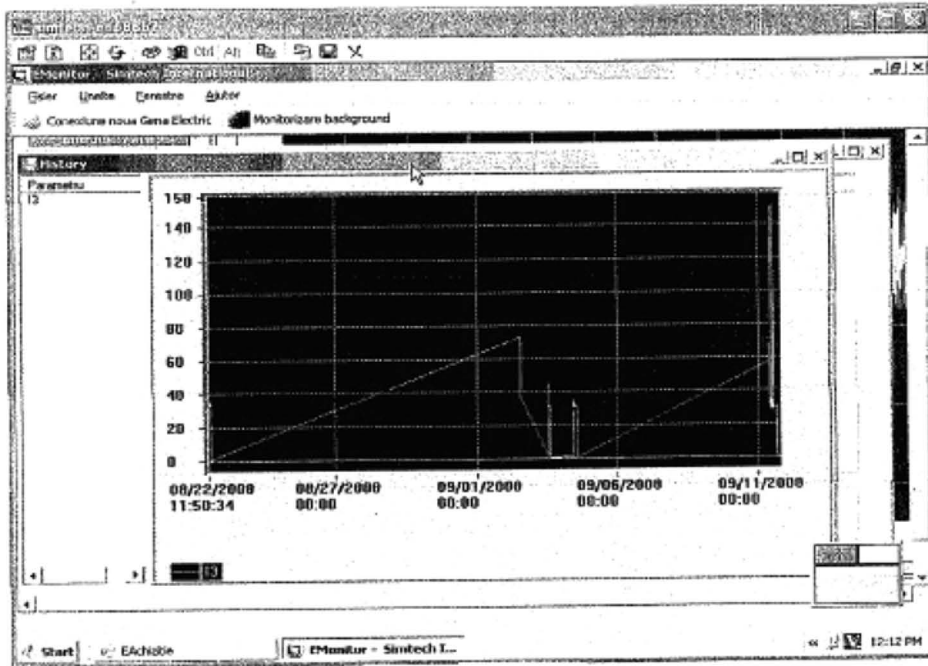 Ctrl Alt
EMonitor - Simtech International
Fisier Unelte Ferestre Ajutor
Conexiune noua Gena Electric Monitorizare background
History
Parametru
I3
160
140
120
100
80
60
40
20
0
08/22/2008 08/27/2008 09/01/2008 09/06/2008 09/11/2008
11:50:34 00:00 00:00 00:00 00:00
I3
Start EAchizitie EMonitor - Simtech I... 12:12 PM